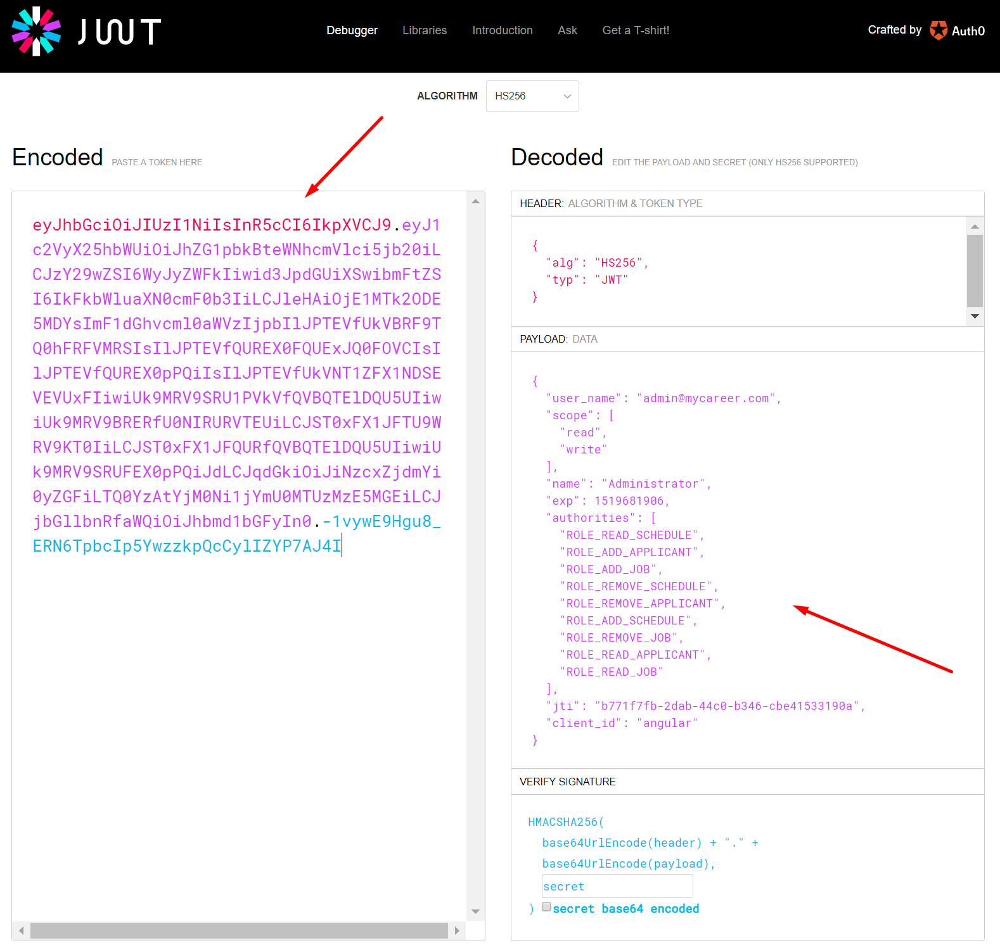 JWT
Debugger
Libraries
Introduction
Ask
Get a T-shirt!
Crafted by
Auth0
ALGORITHM
HS256
Encoded PASTE A TOKEN HERE
eyJhbGciOiJIUzI1NiIsInR5cCI6IkpXVCJ9.eyJ1
c2VyX25hbWUiOiJhZG1pbkBteWNhcmVlci5jb20iL
CJzY29wZSI6WyJyZWFkIiwid3JpdGUiXSwibmFtZS
I6IkFkbWluaXN0cmF0b3IiLCJleHAiOjE1MTk2ODE
5MDYsImF1dGhvcml0aWVzIjpbIlJPTEVfUkVBRF9T
Q0hFRFVMRSIsIlJPTEVfQUREX0FQUExJQ0FOVCIsI
lJPTEVfQUREX0pPQiIsIlJPTEVfUkVNT1ZFX1NDSE
VEVUxFIiwiUk9MRV9SRU1PVkVfQVBQTElDQU5UIiw
iUk9MRV9BRERfU0NIRURVTEUiLCJST0xFX1JFTU9W
RV9KT0IiLCJST0xFX1JFQURfQVBQTElDQU5UIiwiU
k9MRV9SRUFEX0pPQiJdLCJqdGkiOiJiNzcxZjdmYi
0yZGFiLTQ0YzAtYjM0Ni1jYmU0MTUzMzE5MGEiLCJ
jbGllbnRfaWQiOiJhbmd1bGFyIn0.-1vywE9Hgu8_
ERN6TpbcIp5YwzzkpQcCylIZYP7AJ4I
Decoded EDIT THE PAYLOAD AND SECRET (ONLY HS256 SUPPORTED)
HEADER: ALGORITHM & TOKEN TYPE
{
"alg": "HS256",
"typ": "JWT"
}
PAYLOAD: DATA
{
"user_name": "admin@mycareer.com",
"scope": [
"read",
"write"
],
"name": "Administrator",
"exp": 1519681906,
"authorities": [
"ROLE_READ_SCHEDULE",
"ROLE_ADD_APPLICANT",
"ROLE_ADD_JOB",
"ROLE_REMOVE_SCHEDULE",
"ROLE_REMOVE_APPLICANT",
"ROLE_ADD_SCHEDULE",
"ROLE_REMOVE_JOB",
"ROLE_READ_APPLICANT",
"ROLE_READ_JOB"
],
"jti": "b771f7fb-2dab-44c0-b346-cbe41533190a",
"client_id": "angular"
}
VERIFY SIGNATURE
HMACSHA256(
base64UrlEncode(header) + "." +
base64UrlEncode(payload),
secret
) secret base64 encoded